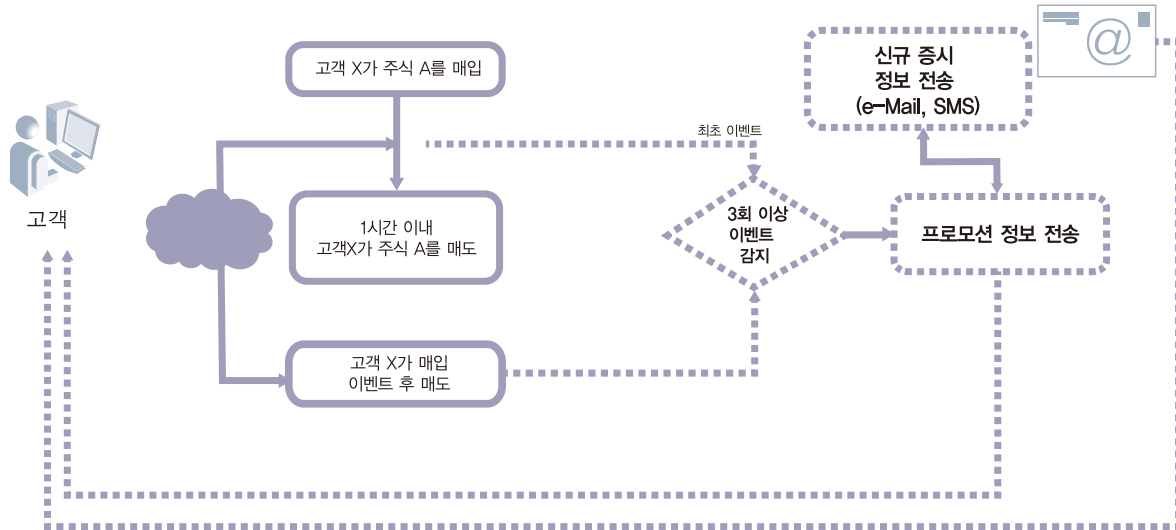 고객 X가 주식 A를 매입
신규 증시
정보 전송
(e-Mail, SMS)
@
최초 이벤트
고객
1시간 이내
고객X가 주식 A를 매도
3회 이상
이벤트
감지
프로모션 정보 전송
고객 X가 매입
이벤트 후 매도